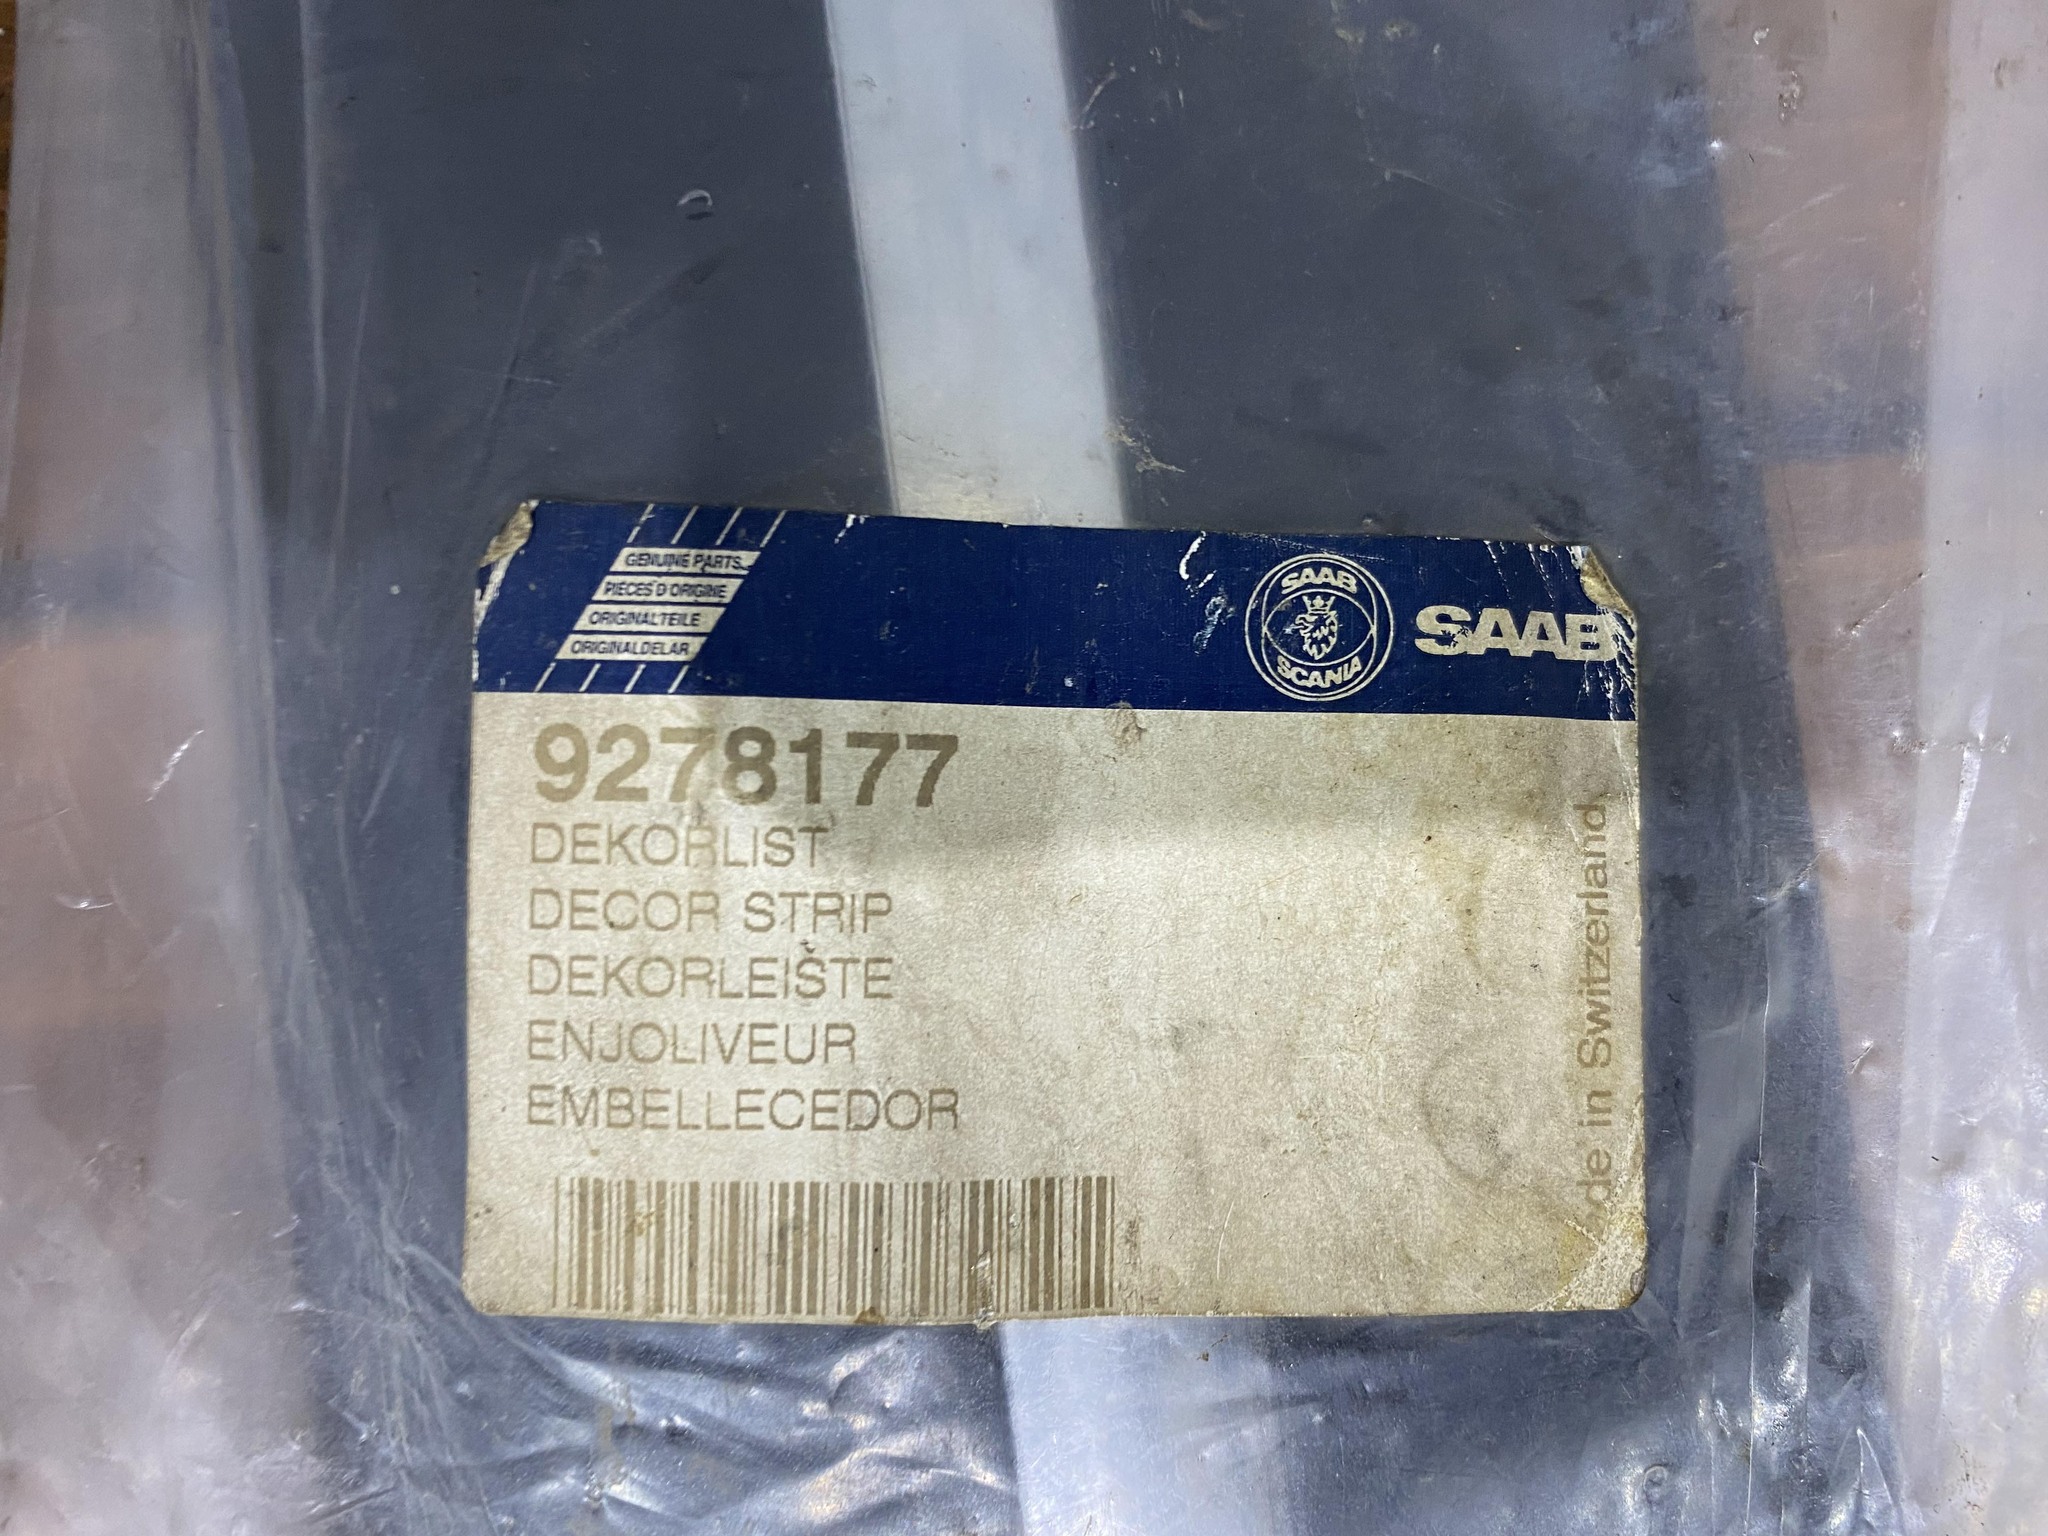 GENUINE PARTS
PIECES D'ORIGINE
ORIGINALTEILE
ORIGINALDELAR
SAAB
SCANIA
SAAB
9278177
DEKORLIST
DECOR STRIP
DEKORLEISTE
ENJOLIVEUR
EMBELLECEDOR
in Switzerland